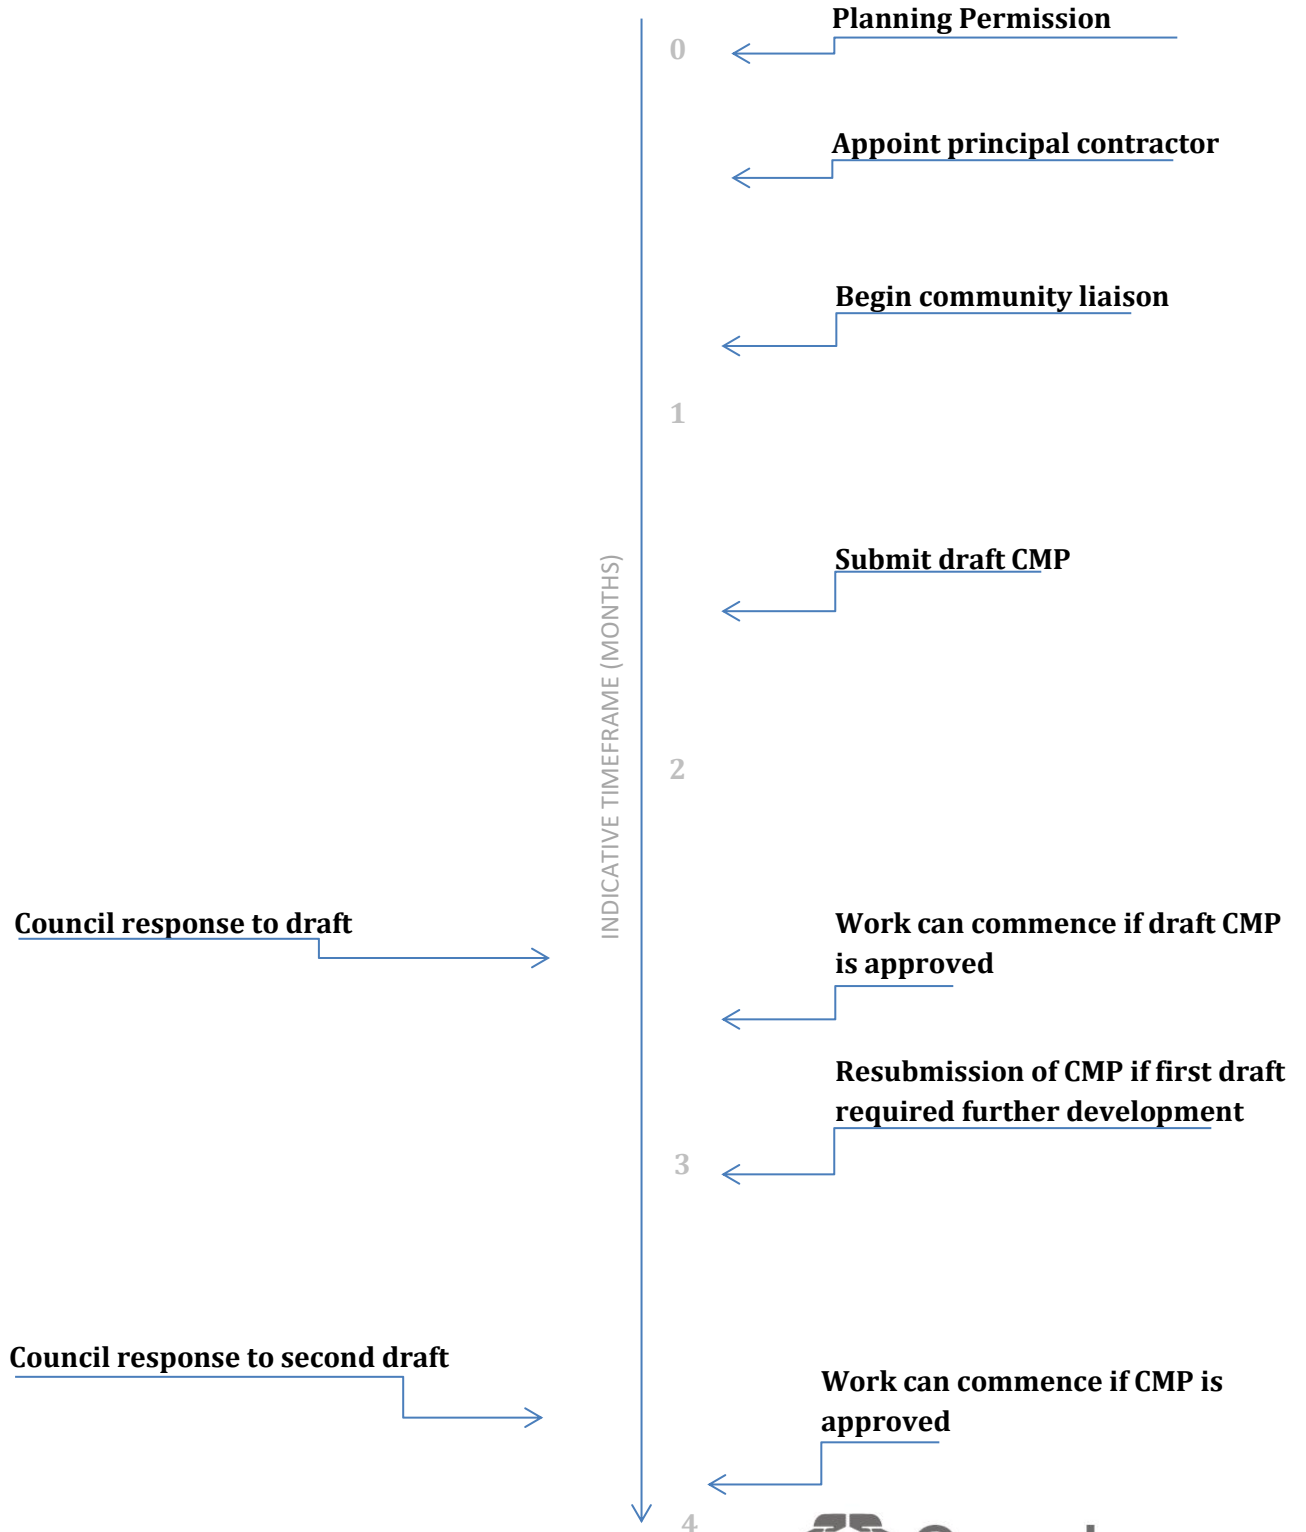 Planning Permission
0
Appoint principal contractor
Begin community liaison
1
Submit draft CMP
INDICATIVE TIMEFRAME (MONTHS)
2
Council response to draft
Work can commence if draft CMP
is approved
Resubmission of CMP if first draft
required further development
3
Council response to second draft
Work can commence if CMP is
approved
4